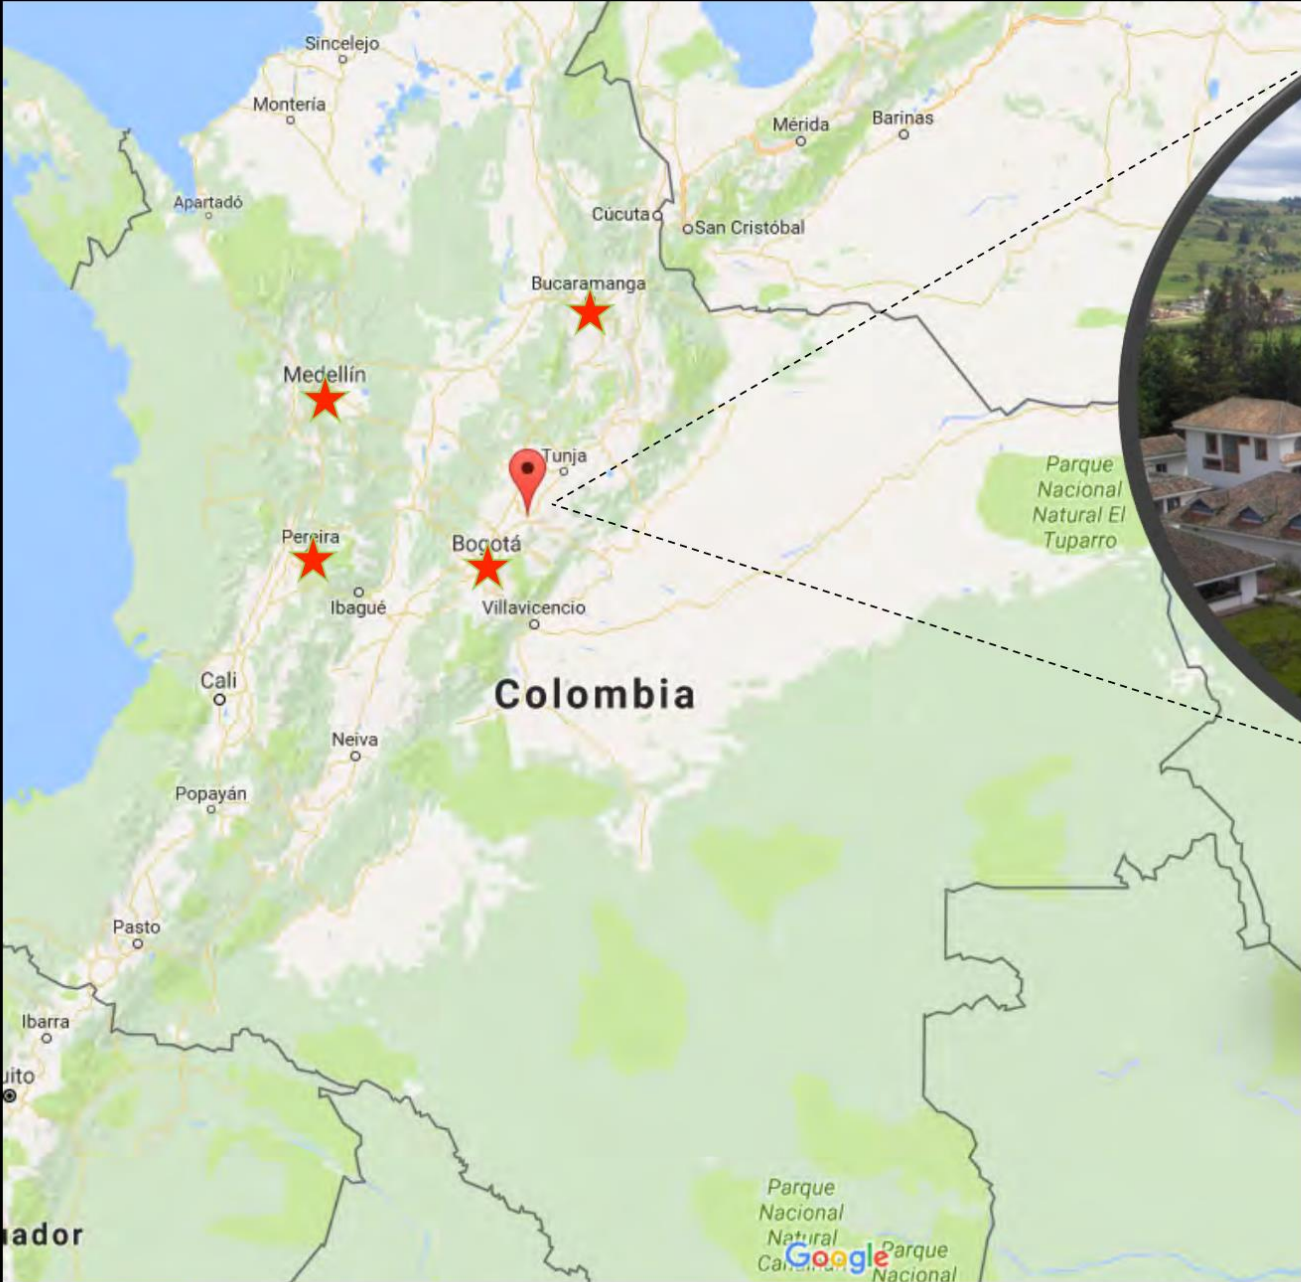 Sincelejo
Montería
Mérida
Barinas
Apartadó
Cúcuta
San Cristóbal
Bucaramanga
Medellín
Tunja
Parque
Nacional
Natural El
Tuparro
Pereira
Bogotá
Ibagué
Villavicencio
Cali
Colombia
Neiva
Popayán
Pasto
Ibarra
uito
uador
Parque
Nacional
Natural
Google
Parque
Nacional